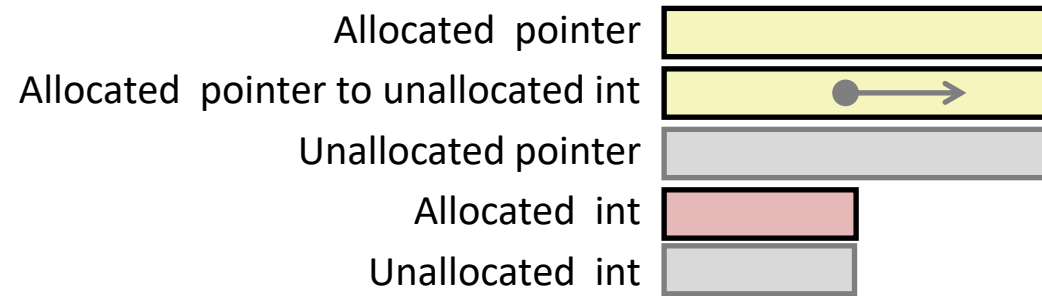 Allocated pointer
Allocated pointer to unallocated int
Unallocated pointer
Allocated int
Unallocated int